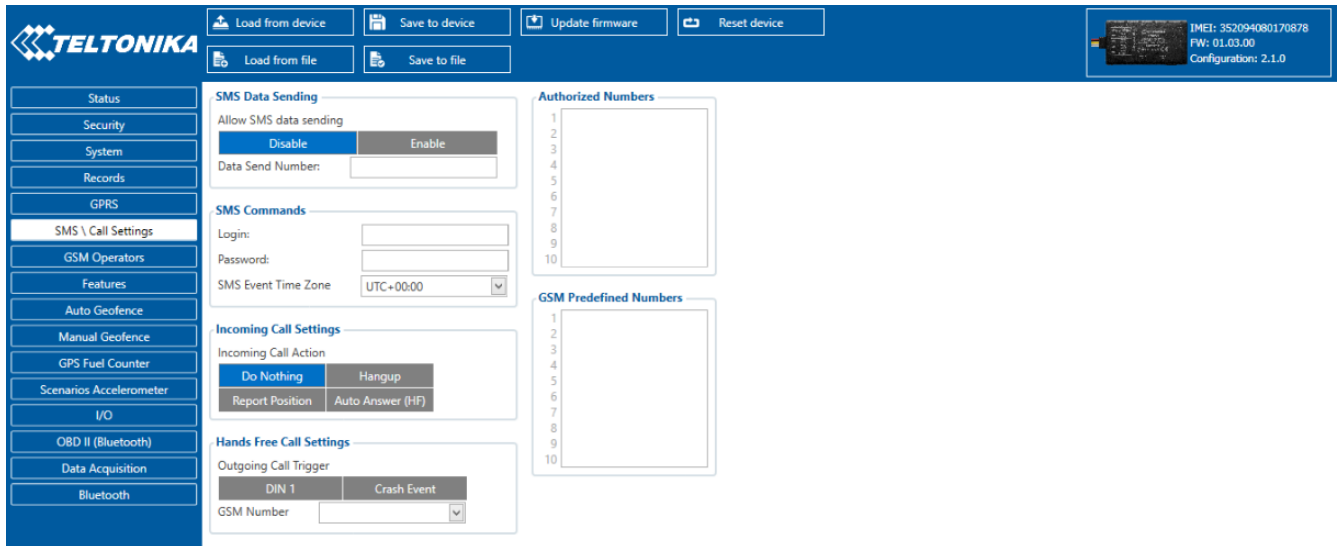 TELTONIKA
Load from device
Save to device
Update firmware
Reset device
Load from file
Save to file
IMEI: 352094080170878
FW: 01.03.00
Configuration: 2.1.0
Status
Security
System
Records
GPRS
SMS \ Call Settings
GSM Operators
Features
Auto Geofence
Manual Geofence
GPS Fuel Counter
Scenarios Accelerometer
I/O
OBD II (Bluetooth)
Data Acquisition
Bluetooth
SMS Data Sending
Allow SMS data sending
Disable Enable
Data Send Number:
SMS Commands
Login:
Password:
SMS Event Time Zone UTC+00:00
Incoming Call Settings
Incoming Call Action
Do Nothing Hangup
Report Position Auto Answer (HF)
Hands Free Call Settings
Outgoing Call Trigger
DIN 1 Crash Event
GSM Number
Authorized Numbers
1
2
3
4
5
6
7
8
9
10
GSM Predefined Numbers
1
2
3
4
5
6
7
8
9
10